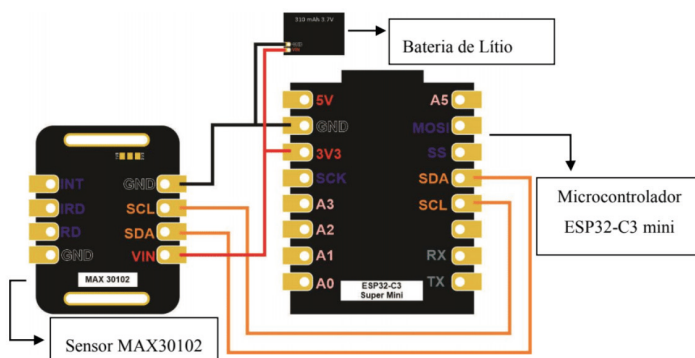 310 mAh 3.7V
GND
Bateria de Lítio
5V
GND
3V3
SCK
A3
A2
A1
A0
A5
MOSI
SS
SDA
SCL
RX
TX
ESP32-C3
Super Mini
Microcontrolador
ESP32-C3 mini
INT
IRD
RD
GND
GND
SCL
SDA
VIN
MAX 30102
Sensor MAX30102